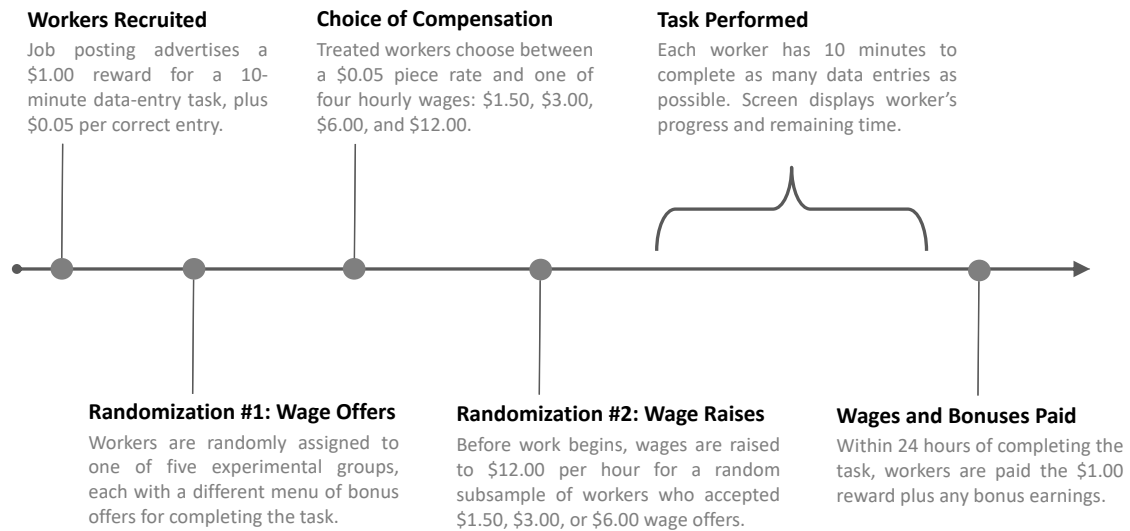 Workers Recruited
Job posting advertises a
$1.00 reward for a 10-
minute data-entry task, plus
$0.05 per correct entry.
Choice of Compensation
Treated workers choose between
a $0.05 piece rate and one of
four hourly wages: $1.50, $3.00,
$6.00, and $12.00.
Task Performed
Each worker has 10 minutes to
complete as many data entries as
possible. Screen displays worker’s
progress and remaining time.
Randomization #1: Wage Offers
Workers are randomly assigned to
one of five experimental groups,
each with a different menu of bonus
offers for completing the task.
Randomization #2: Wage Raises
Before work begins, wages are raised
to $12.00 per hour for a random
subsample of workers who accepted
$1.50, $3.00, or $6.00 wage offers.
Wages and Bonuses Paid
Within 24 hours of completing the
task, workers are paid the $1.00
reward plus any bonus earnings.